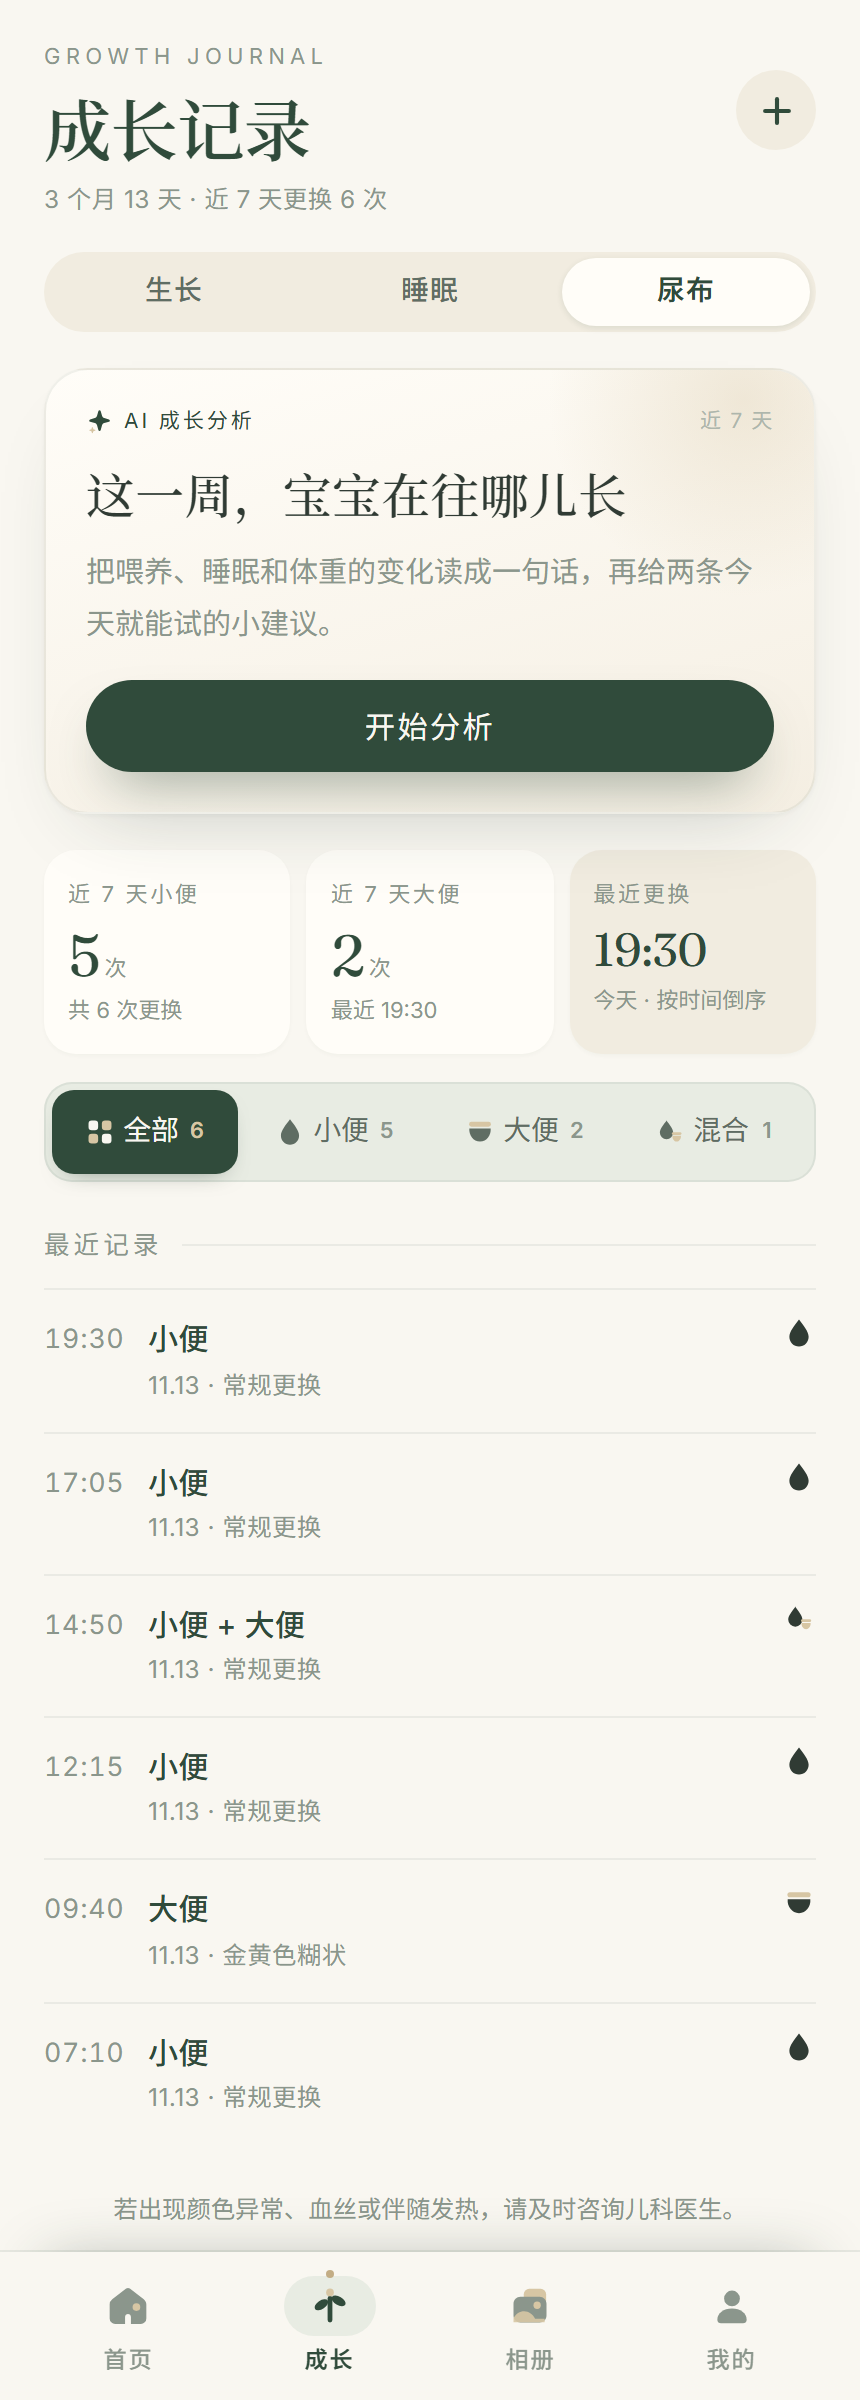 GROWTH JOURNAL
成长记录
3 个月 13 天 · 近 7 天更换 6 次
生长 睡眠 尿布
AI 成长分析 近 7 天
这一周，宝宝在往哪儿长
把喂养、睡眠和体重的变化读成一句话，再给两条今
天就能试的小建议。
开始分析
近 7 天小便
5 次
共 6 次更换
近 7 天大便
2 次
最近 19:30
最近更换
19:30
今天 · 按时间倒序
全部 6 小便 5 大便 2 混合 1
最近记录
19:30 小便
11.13 · 常规更换
17:05 小便
11.13 · 常规更换
14:50 小便 + 大便
11.13 · 常规更换
12:15 小便
11.13 · 常规更换
09:40 大便
11.13 · 金黄色糊状
07:10 小便
11.13 · 常规更换
若出现颜色异常、血丝或伴随发热，请及时咨询儿科医生。
首页 成长 相册 我的